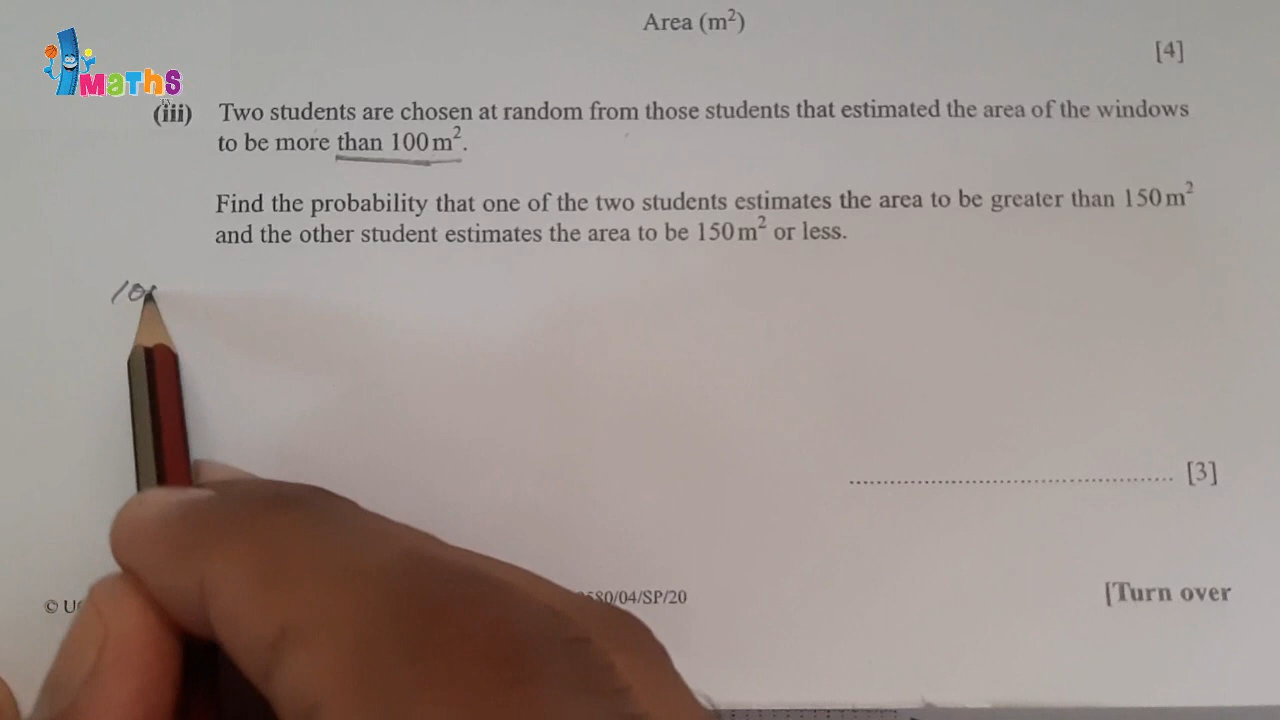 Area (m²)
[4]
MaTHS
(iii) Two students are chosen at random from those students that estimated the area of the windows
to be more than 100 m².
Find the probability that one of the two students estimates the area to be greater than 150 m²
and the other student estimates the area to be 150 m² or less.
10
[3]
© U
580/04/SP/20
[Turn over